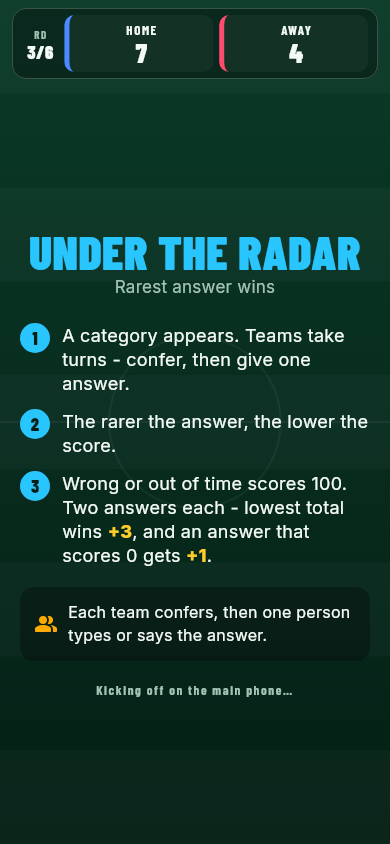 RD
3/6
HOME
7
AWAY
4
UNDER THE RADAR
Rarest answer wins
1
A category appears. Teams take
turns - confer, then give one
answer.
2
The rarer the answer, the lower the
score.
3
Wrong or out of time scores 100.
Two answers each - lowest total
wins +3, and an answer that
scores 0 gets +1.
Each team confers, then one person
types or says the answer.
Kicking off on the main phone...